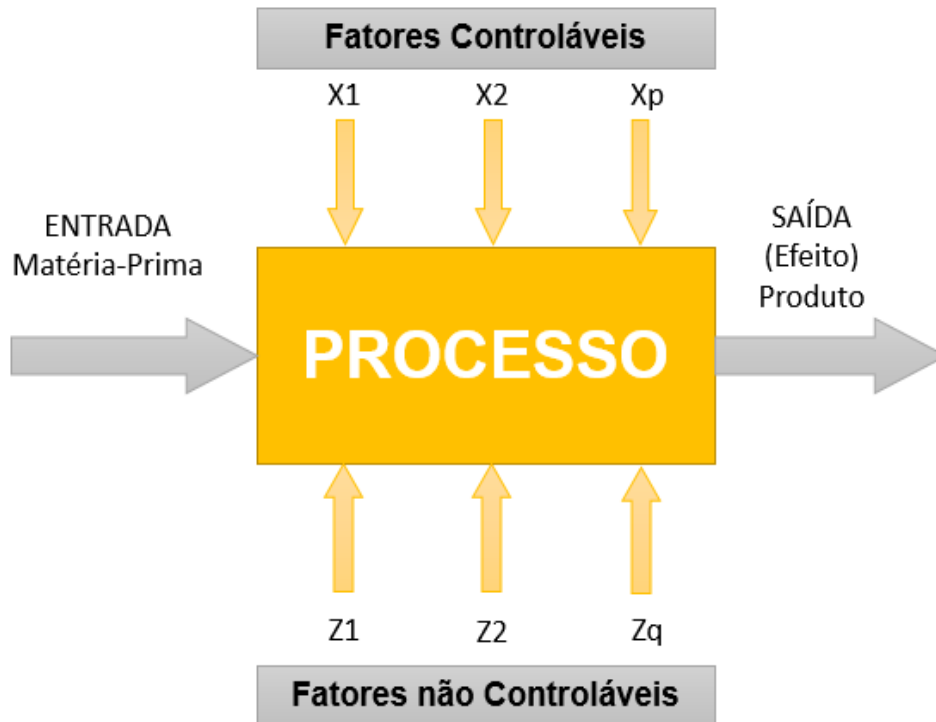 Fatores Controláveis
X1 X2 Xp
ENTRADA
Matéria-Prima
SAÍDA
(Efeito)
Produto
PROCESSO
Z1 Z2 Zq
Fatores não Controláveis